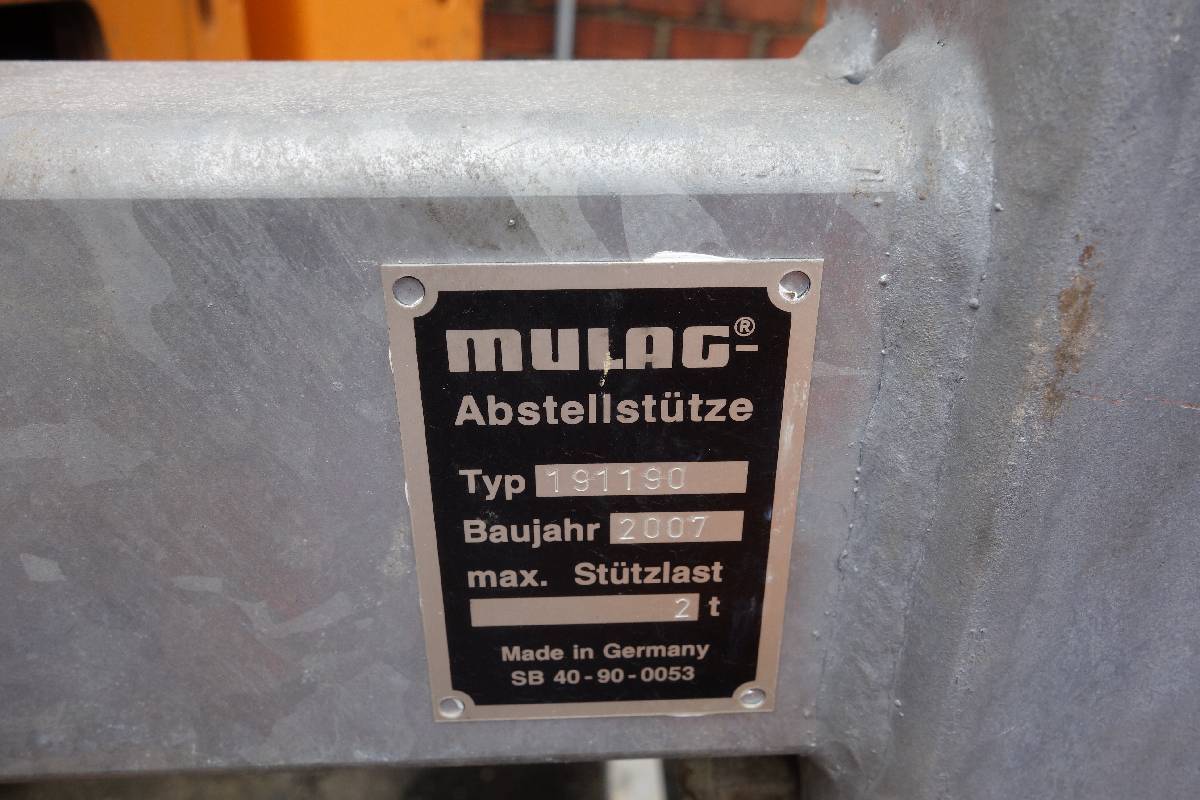 MULAG®-
Abstellstütze
Typ 191190
Baujahr 2007
max. Stützlast
2 t
Made in Germany
SB 40-90-0053